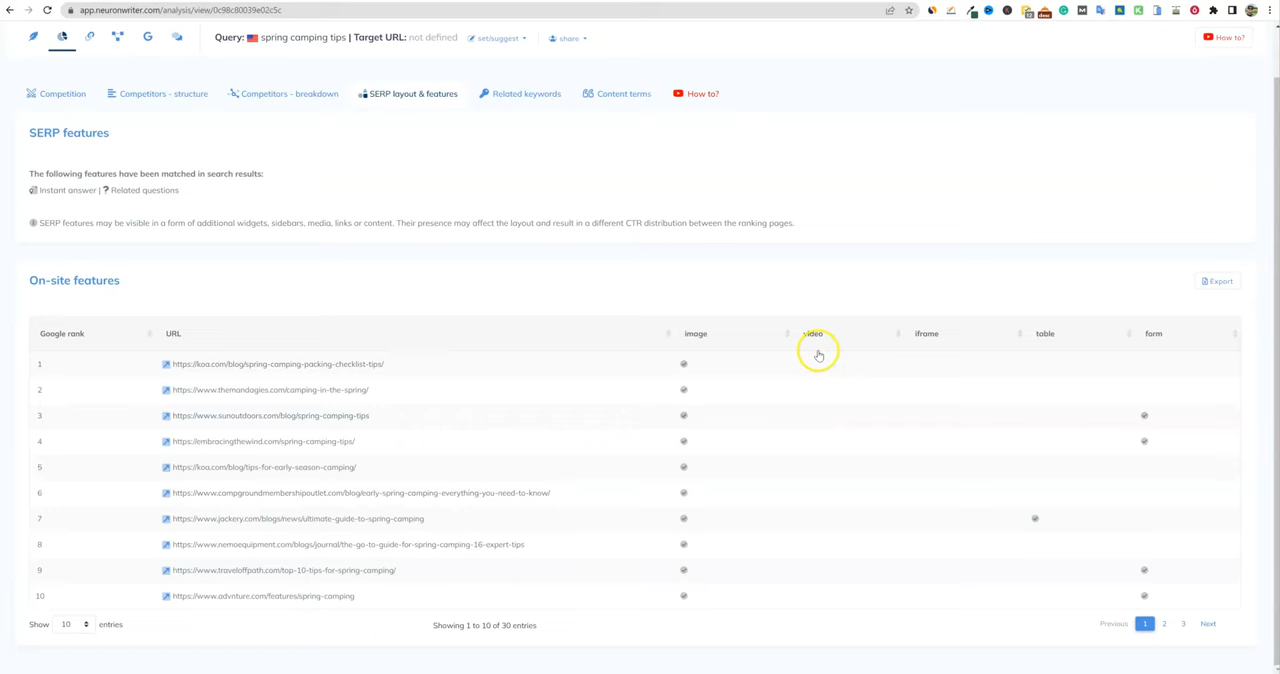 app.neuronwriter.com/analysis/view/0c98c80039e02c5c
12
desc
Query: spring camping tips | Target URL: not defined set/suggest share How to?
Competition Competitors - structure Competitors - breakdown SERP layout & features Related keywords Content terms How to?
SERP features
The following features have been matched in search results:
Instant answer | ? Related questions
SERP features may be visible in a form of additional widgets, sidebars, media, links or content. Their presence may affect the layout and result in a different CTR distribution between the ranking pages.
On-site features Export
Google rank URL image video iframe table form
1 https://koa.com/blog/spring-camping-packing-checklist-tips/
2 https://www.themandagies.com/camping-in-the-spring/
3 https://www.sunoutdoors.com/blog/spring-camping-tips
4 https://embracingthewind.com/spring-camping-tips/
5 https://koa.com/blog/tips-for-early-season-camping/
6 https://www.campgroundmembershipoutlet.com/blog/early-spring-camping-everything-you-need-to-know/
7 https://www.jackery.com/blogs/news/ultimate-guide-to-spring-camping
8 https://www.nemoequipment.com/blogs/journal/the-go-to-guide-for-spring-camping-16-expert-tips
9 https://www.traveloffpath.com/top-10-tips-for-spring-camping/
10 https://www.advnture.com/features/spring-camping
Show 10 entries Showing 1 to 10 of 30 entries Previous 1 2 3 Next